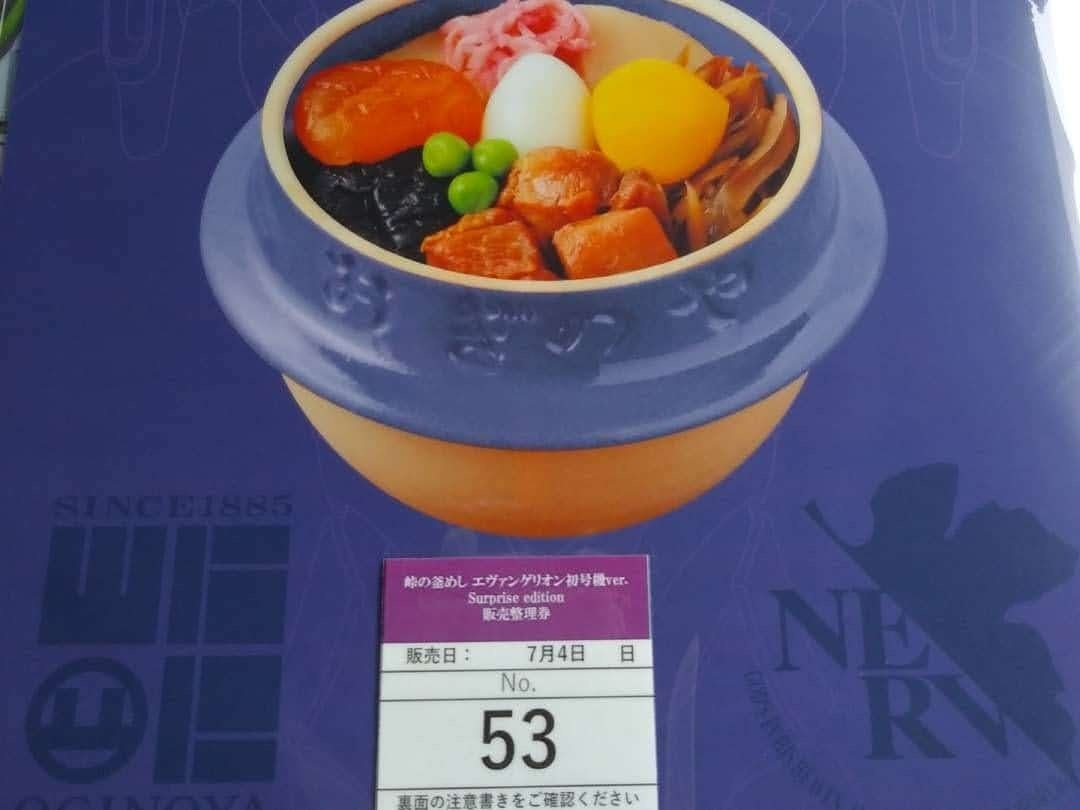 おぎのや
SINCE1885
OGINOYA
NERV
峠の釜めし エヴァンゲリオン初号機ver.
Surprise edition
販売整理券
販売日： 7月4日 日
No.
53
裏面の注意書きをご確認ください